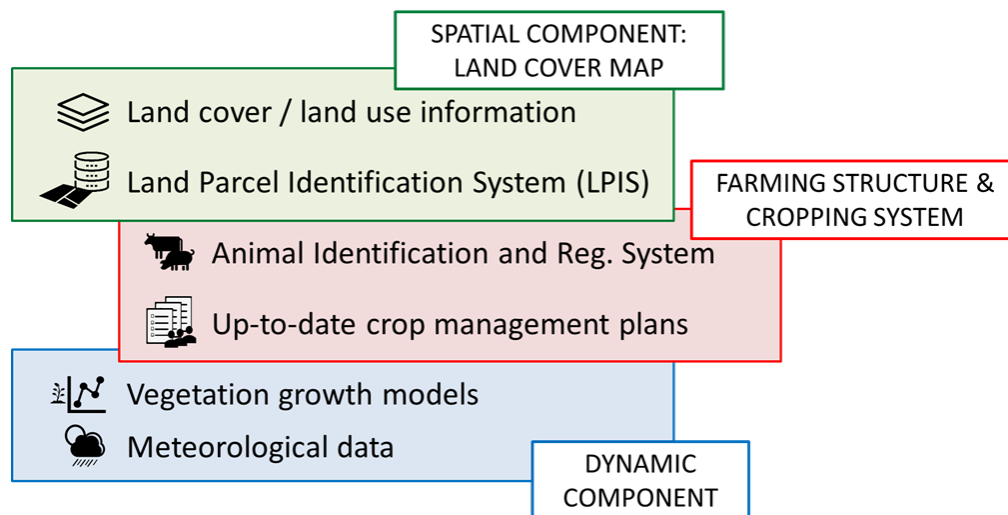 SPATIAL COMPONENT:
LAND COVER MAP
Land cover / land use information
Land Parcel Identification System (LPIS)
FARMING STRUCTURE &
CROPPING SYSTEM
Animal Identification and Reg. System
Up-to-date crop management plans
Vegetation growth models
Meteorological data
DYNAMIC
COMPONENT